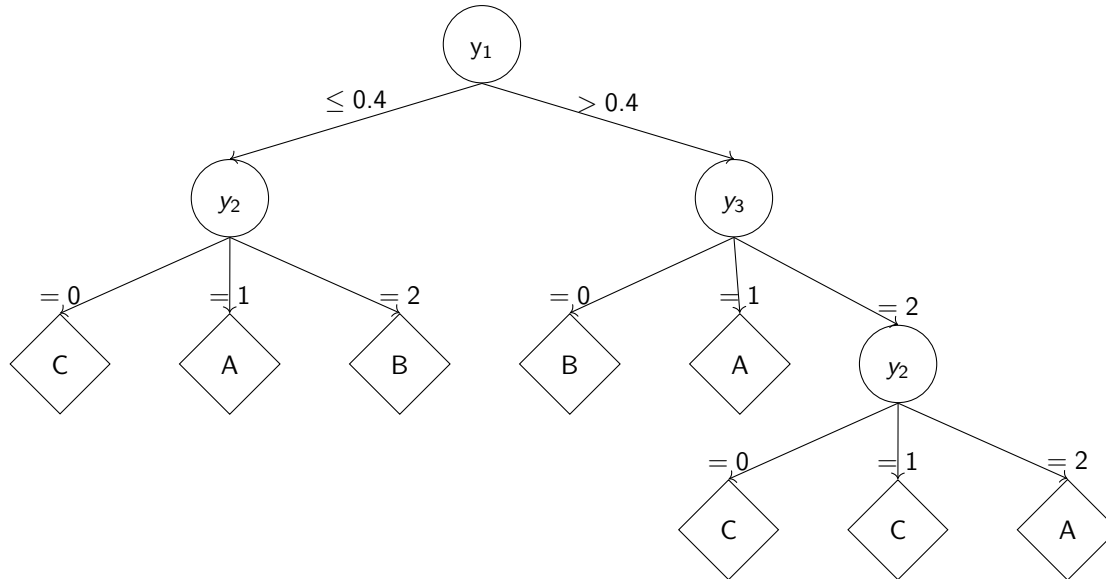 y₁
≤ 0.4
> 0.4
y₂
y₃
= 0
= 1
= 2
= 0
= 1
= 2
C
A
B
B
A
y₂
= 0
= 1
= 2
C
C
A